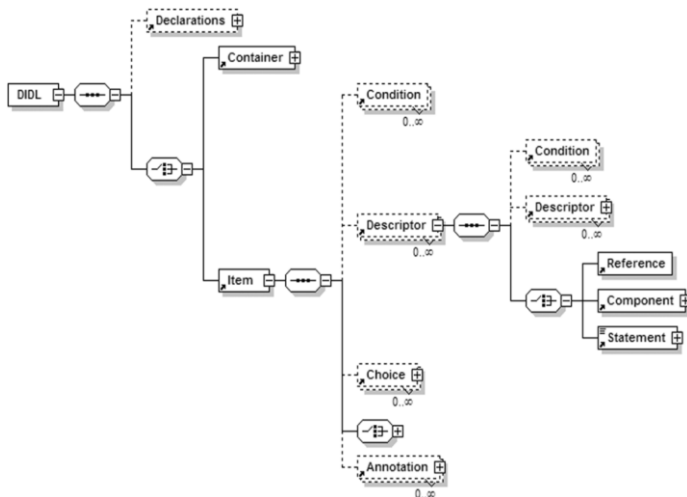 Declarations
Container
DIDL
Condition
0..∞
Condition
0..∞
Descriptor
0..∞
Descriptor
0..∞
Reference
Item
Component
Statement
Choice
0..∞
Annotation
0..∞